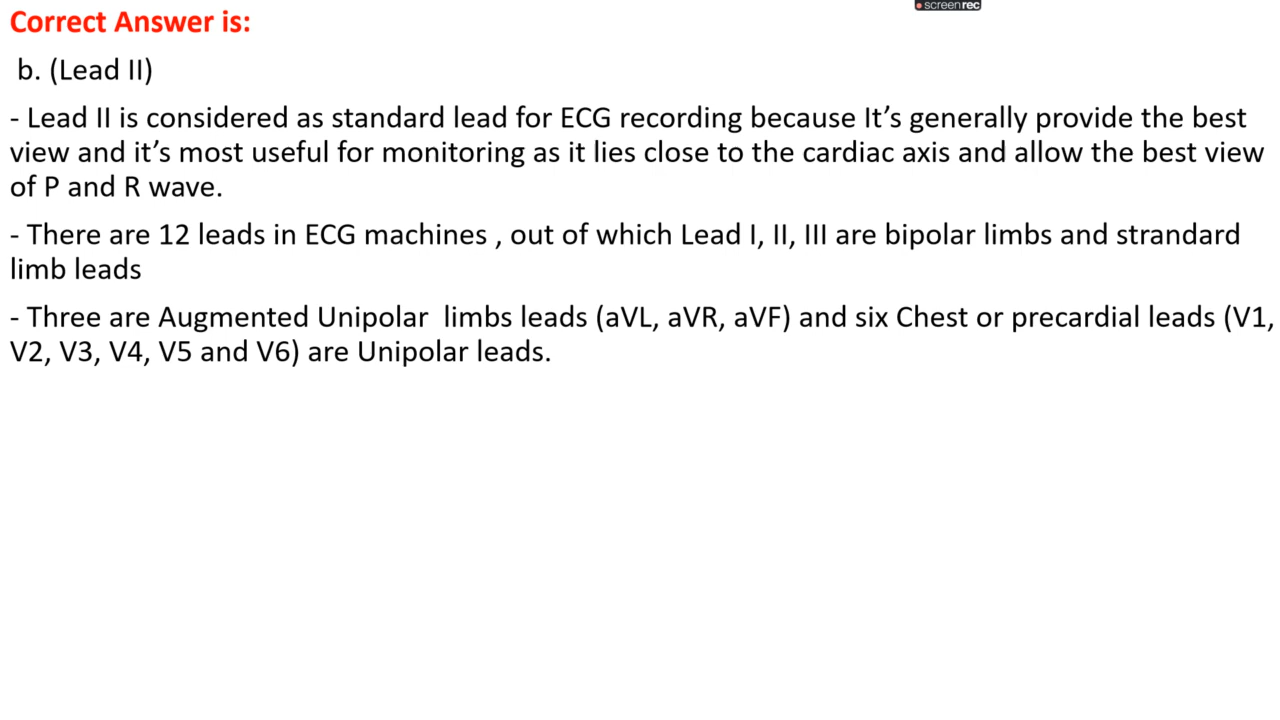 screenrec
Correct Answer is:
b. (Lead II)
- Lead II is considered as standard lead for ECG recording because It's generally provide the best
view and it's most useful for monitoring as it lies close to the cardiac axis and allow the best view
of P and R wave.
- There are 12 leads in ECG machines , out of which Lead I, II, III are bipolar limbs and strandard
limb leads
- Three are Augmented Unipolar  limbs leads (aVL, aVR, aVF) and six Chest or precardial leads (V1,
V2, V3, V4, V5 and V6) are Unipolar leads.